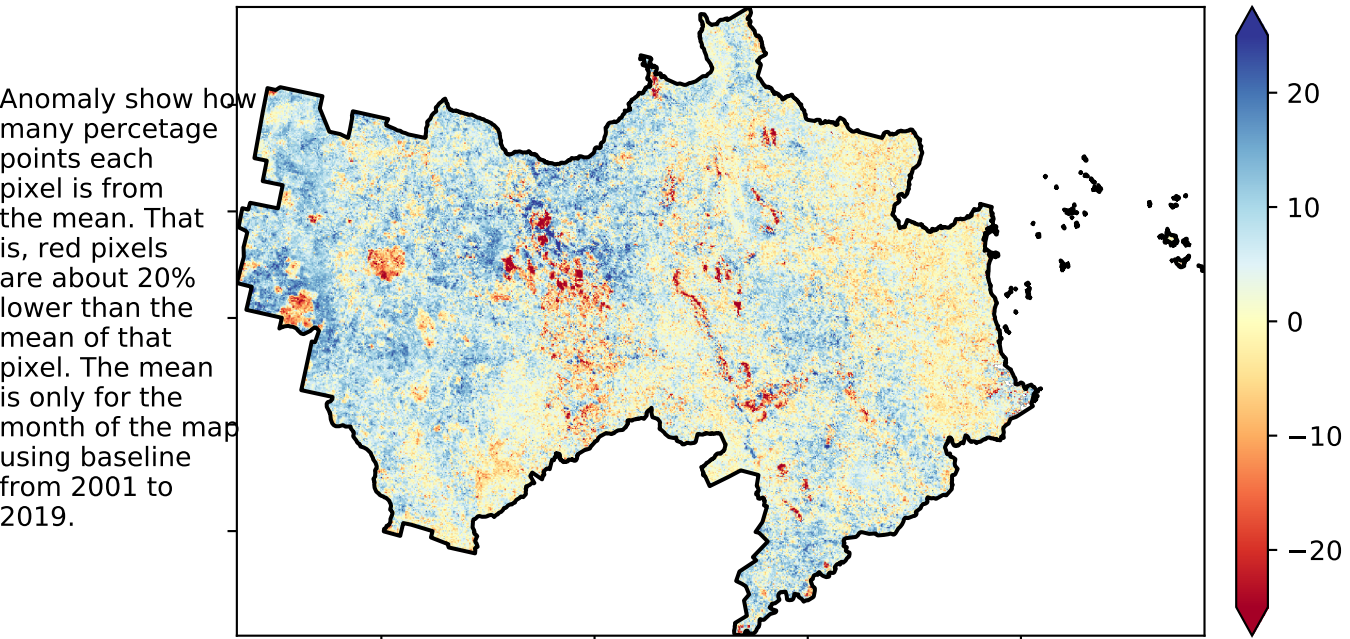 Anomaly show how
many percetage
points each
pixel is from
the mean. That
is, red pixels
are about 20%
lower than the
mean of that
pixel. The mean
is only for the
month of the map
using baseline
from 2001 to
2019.
20
10
0
−10
−20